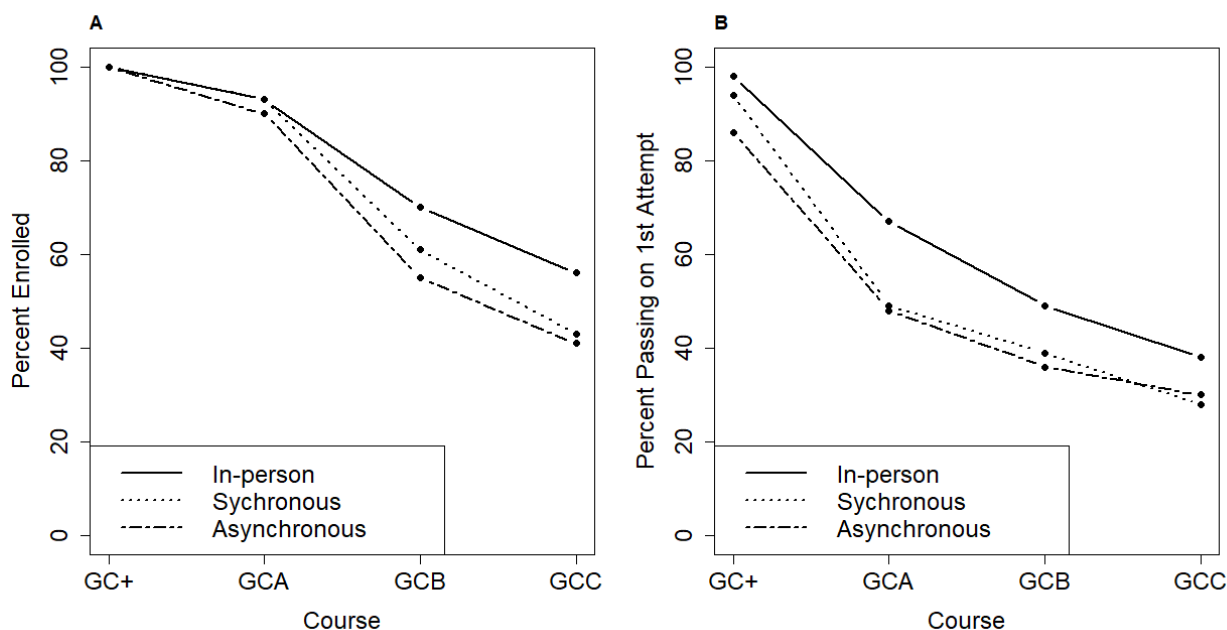 A
Percent Enrolled
100
80
60
40
20
0
In-person
Sychronous
Asynchronous
GC+ GCA GCB GCC
Course
B
Percent Passing on 1st Attempt
100
80
60
40
20
0
In-person
Sychronous
Asynchronous
GC+ GCA GCB GCC
Course